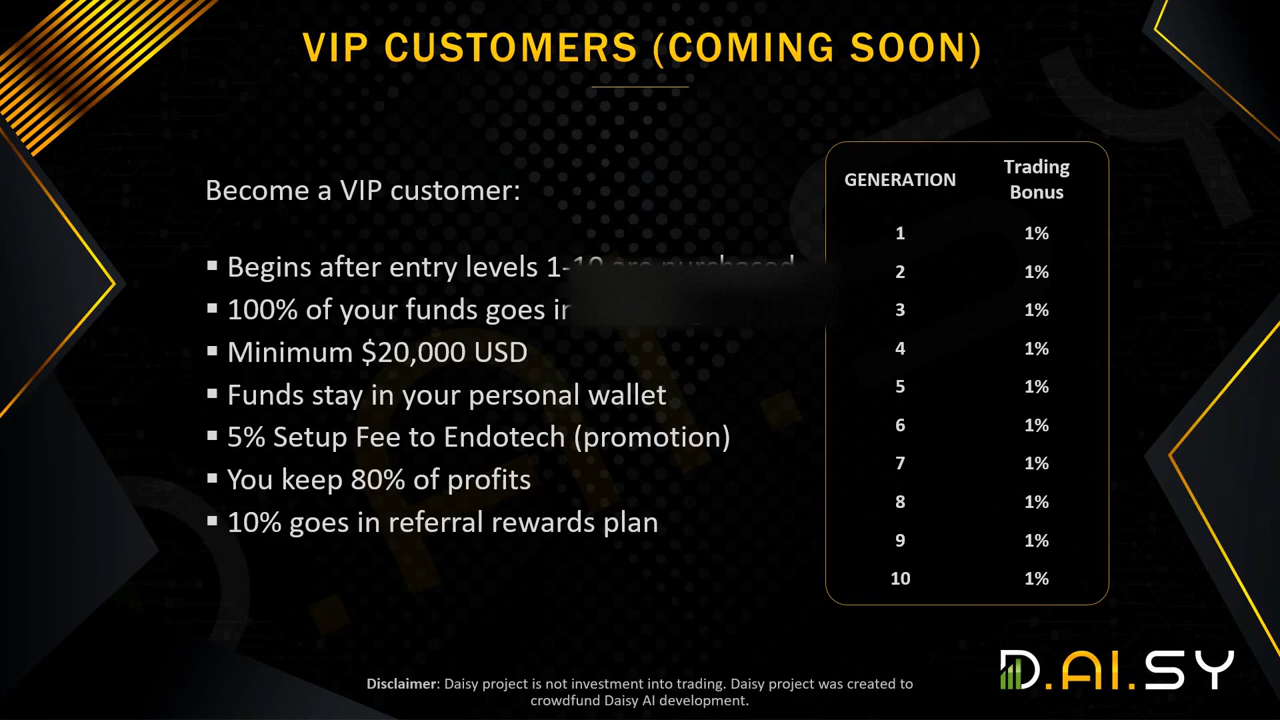 VIP CUSTOMERS (COMING SOON)
Become a VIP customer:
▪ Begins after entry levels 1-10 are purchased
▪ 100% of your funds goes
▪ Minimum $20,000 USD
▪ Funds stay in your personal wallet
▪ 5% Setup Fee to Endotech (promotion)
▪ You keep 80% of profits
▪ 10% goes in referral rewards plan
GENERATION Trading Bonus
1 1%
2 1%
3 1%
4 1%
5 1%
6 1%
7 1%
8 1%
9 1%
10 1%
D.AI.SY
Disclaimer: Daisy project is not investment into trading. Daisy project was created to
crowdfund Daisy AI development.